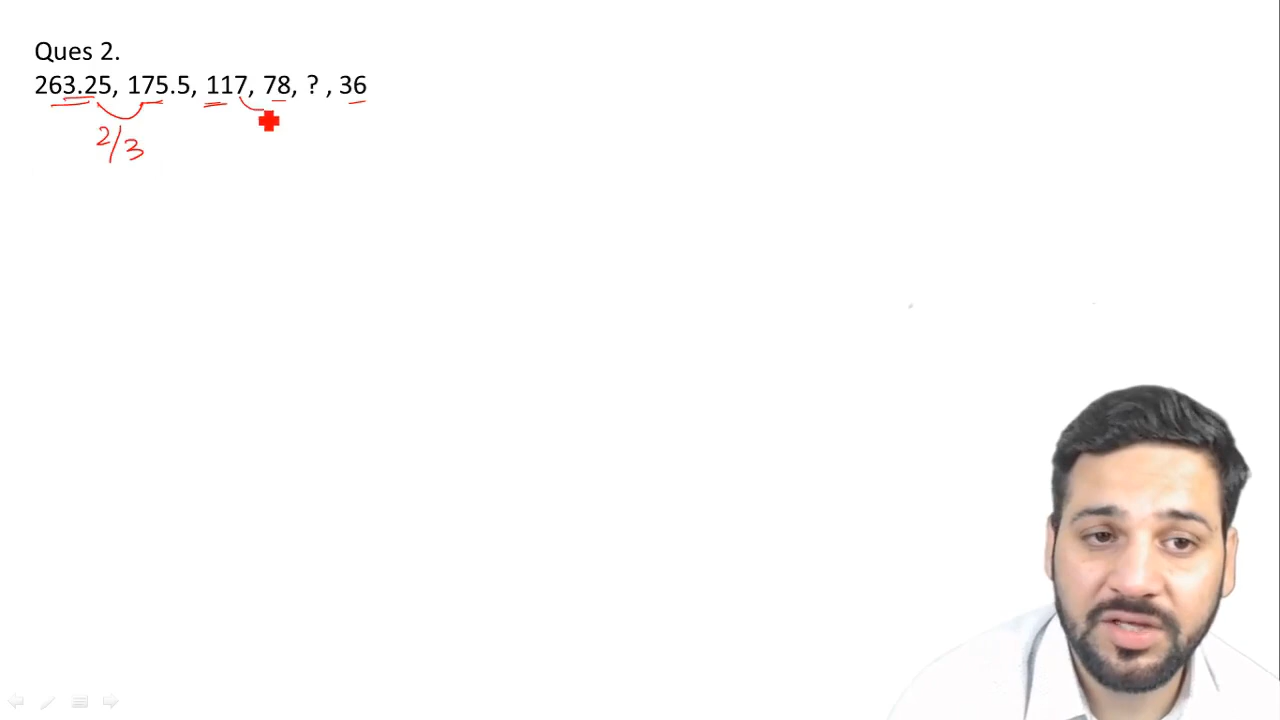 Ques 2.
263.25, 175.5, 117, 78, ? , 36
2/3